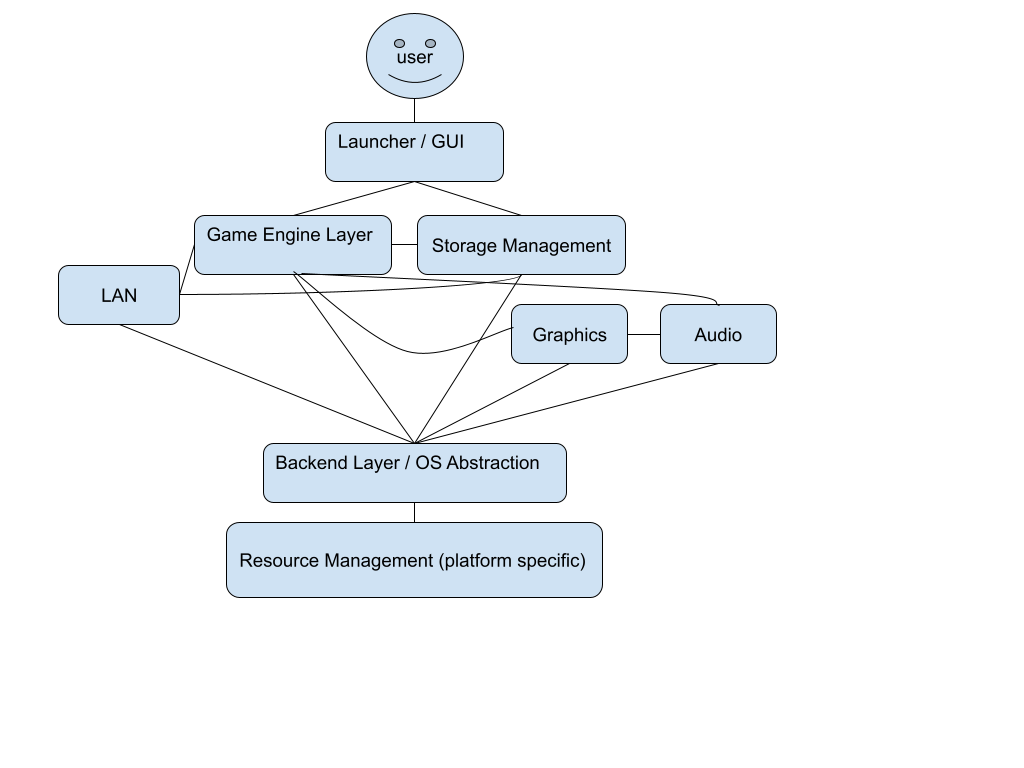 user
Launcher / GUI
Game Engine Layer
Storage Management
LAN
Graphics
Audio
Backend Layer / OS Abstraction
Resource Management (platform specific)